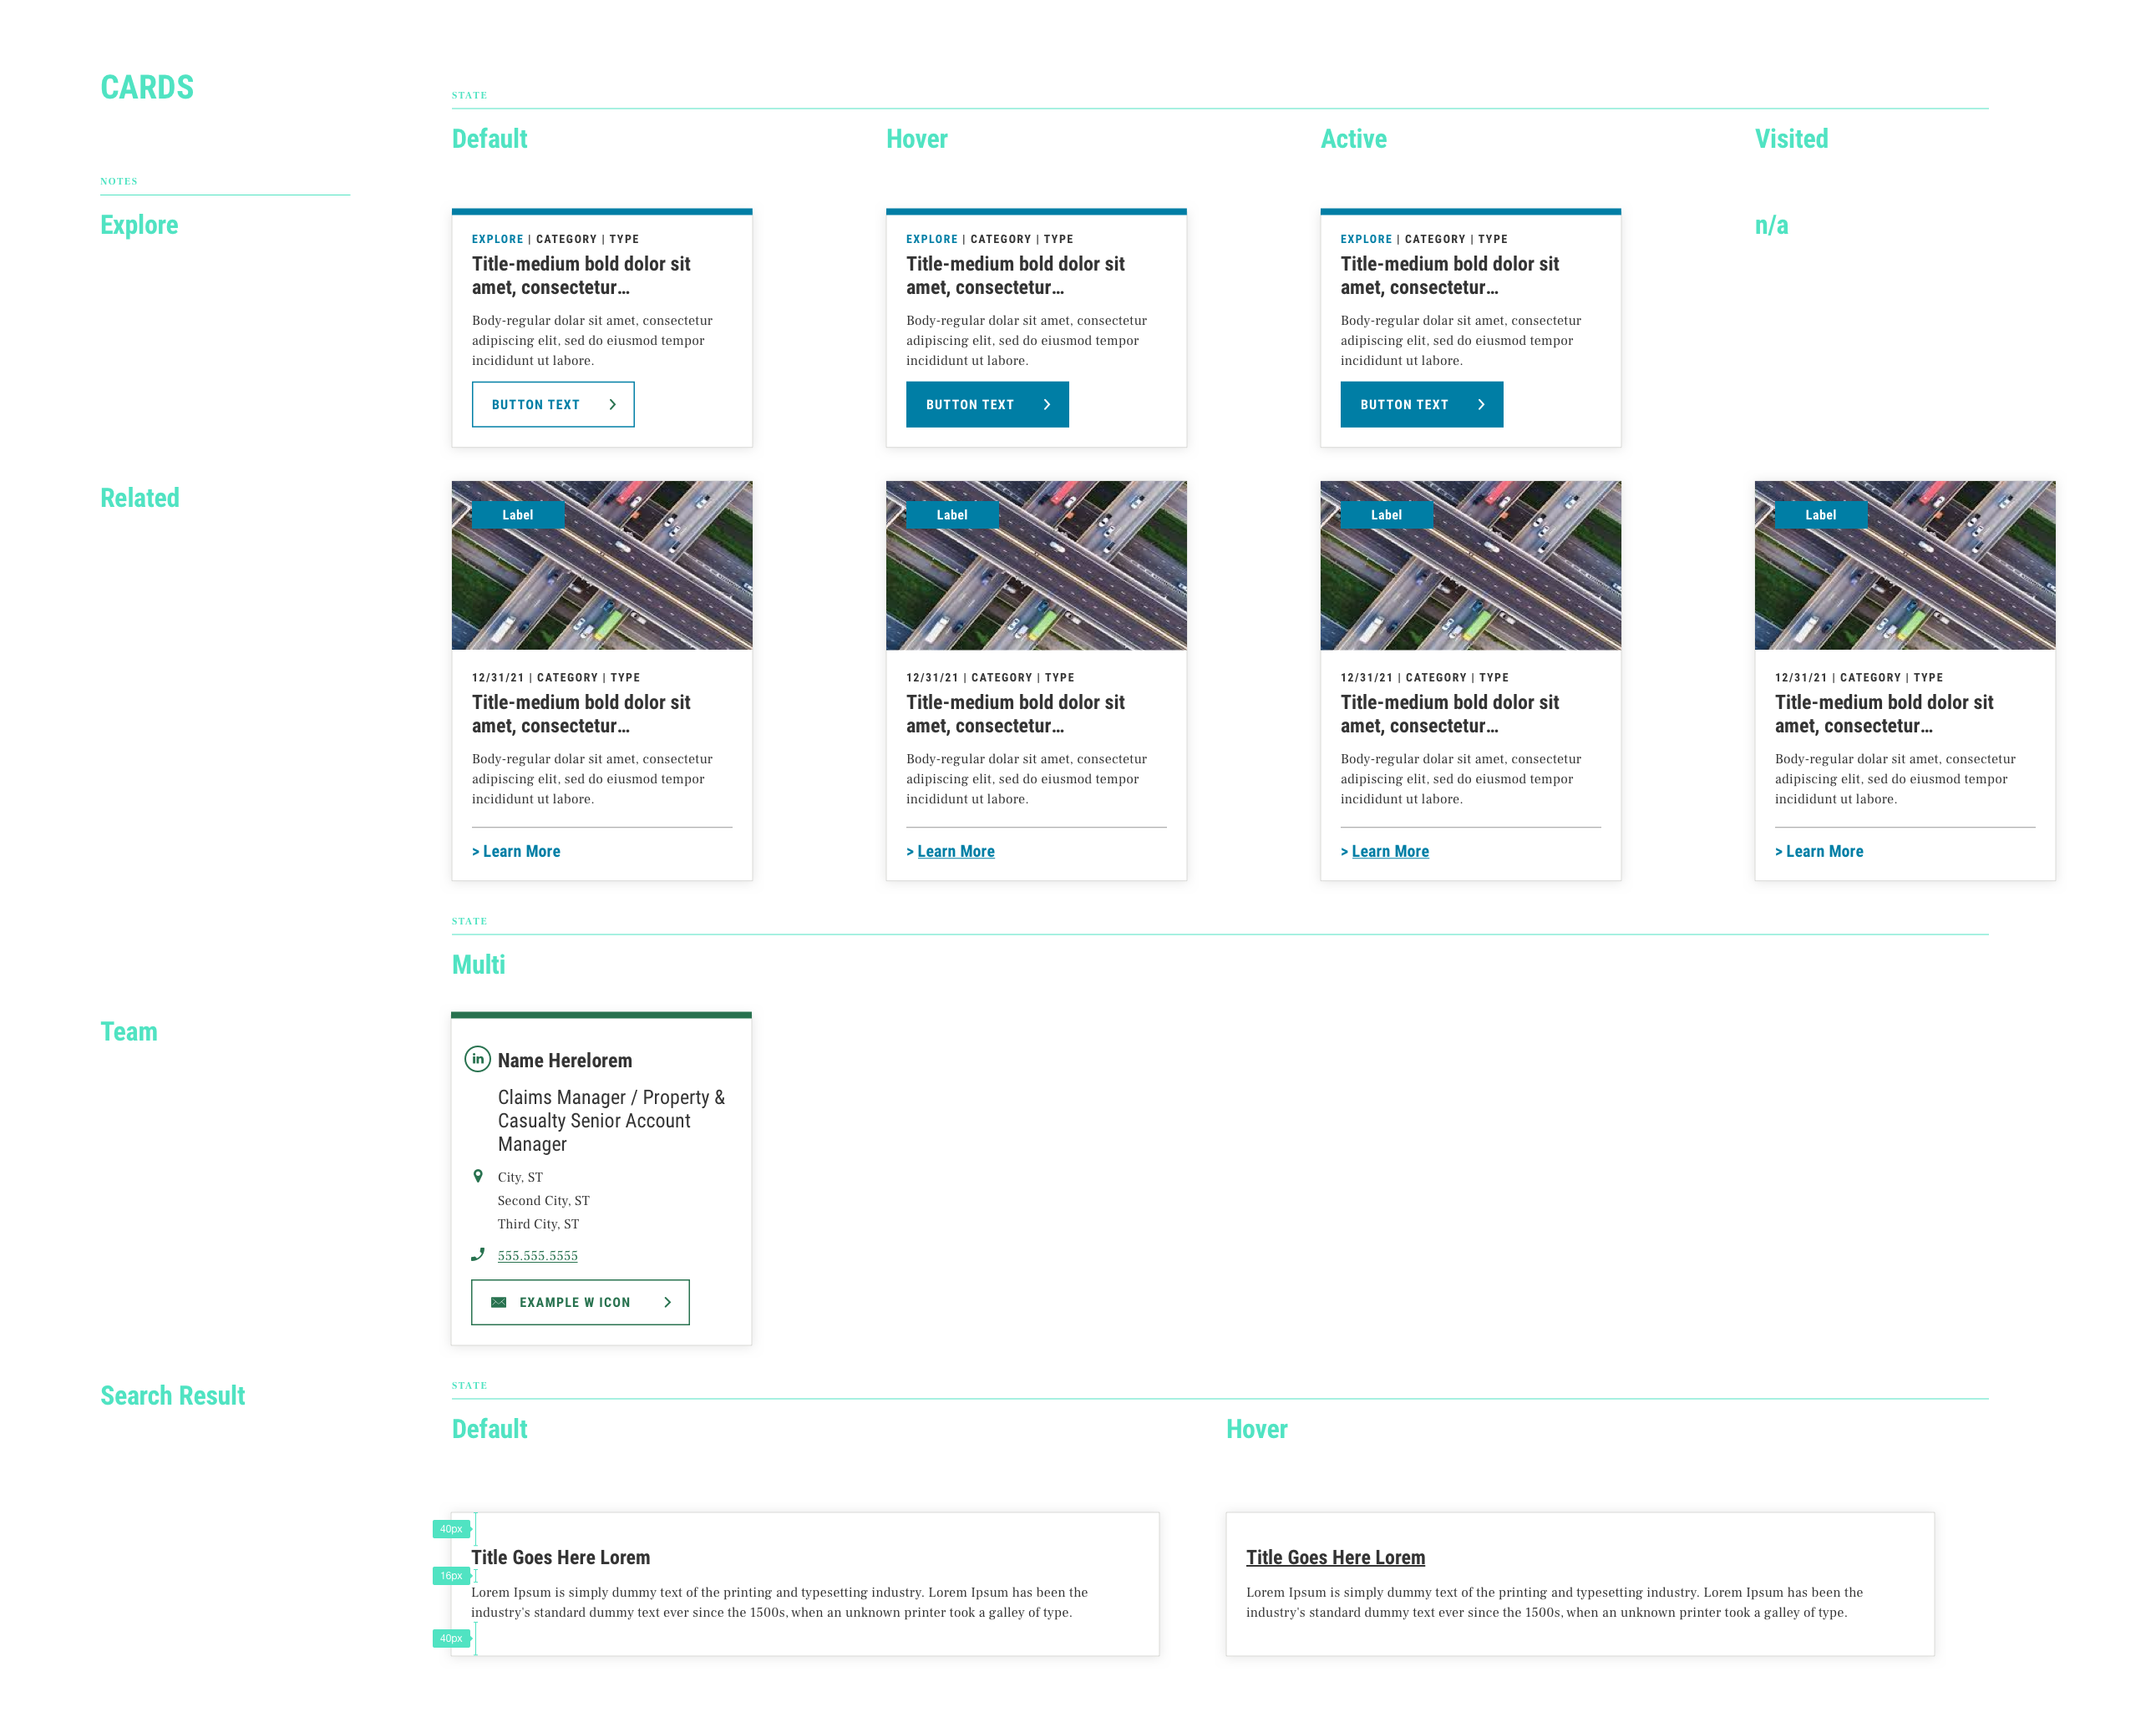 CARDS
STATE
Default
Hover
Active
Visited
NOTES
Explore
EXPLORE | CATEGORY | TYPE
Title-medium bold dolor sit
amet, consectetur...
Body-regular dolar sit amet, consectetur
adipiscing elit, sed do eiusmod tempor
incididunt ut labore.
BUTTON TEXT
EXPLORE | CATEGORY | TYPE
Title-medium bold dolor sit
amet, consectetur...
Body-regular dolar sit amet, consectetur
adipiscing elit, sed do eiusmod tempor
incididunt ut labore.
BUTTON TEXT
EXPLORE | CATEGORY | TYPE
Title-medium bold dolor sit
amet, consectetur...
Body-regular dolar sit amet, consectetur
adipiscing elit, sed do eiusmod tempor
incididunt ut labore.
BUTTON TEXT
n/a
Related
Label
12/31/21 | CATEGORY | TYPE
Title-medium bold dolor sit
amet, consectetur...
Body-regular dolar sit amet, consectetur
adipiscing elit, sed do eiusmod tempor
incididunt ut labore.
> Learn More
Label
12/31/21 | CATEGORY | TYPE
Title-medium bold dolor sit
amet, consectetur...
Body-regular dolar sit amet, consectetur
adipiscing elit, sed do eiusmod tempor
incididunt ut labore.
> Learn More
Label
12/31/21 | CATEGORY | TYPE
Title-medium bold dolor sit
amet, consectetur...
Body-regular dolar sit amet, consectetur
adipiscing elit, sed do eiusmod tempor
incididunt ut labore.
> Learn More
Label
12/31/21 | CATEGORY | TYPE
Title-medium bold dolor sit
amet, consectetur...
Body-regular dolar sit amet, consectetur
adipiscing elit, sed do eiusmod tempor
incididunt ut labore.
> Learn More
STATE
Multi
Team
in Name Herelorem
Claims Manager / Property &
Casualty Senior Account
Manager
City, ST
Second City, ST
Third City, ST
555.555.5555
EXAMPLE W ICON
Search Result
STATE
Default
Hover
40px
Title Goes Here Lorem
16px
Lorem Ipsum is simply dummy text of the printing and typesetting industry. Lorem Ipsum has been the
industry's standard dummy text ever since the 1500s, when an unknown printer took a galley of type.
40px
Title Goes Here Lorem
Lorem Ipsum is simply dummy text of the printing and typesetting industry. Lorem Ipsum has been the
industry's standard dummy text ever since the 1500s, when an unknown printer took a galley of type.